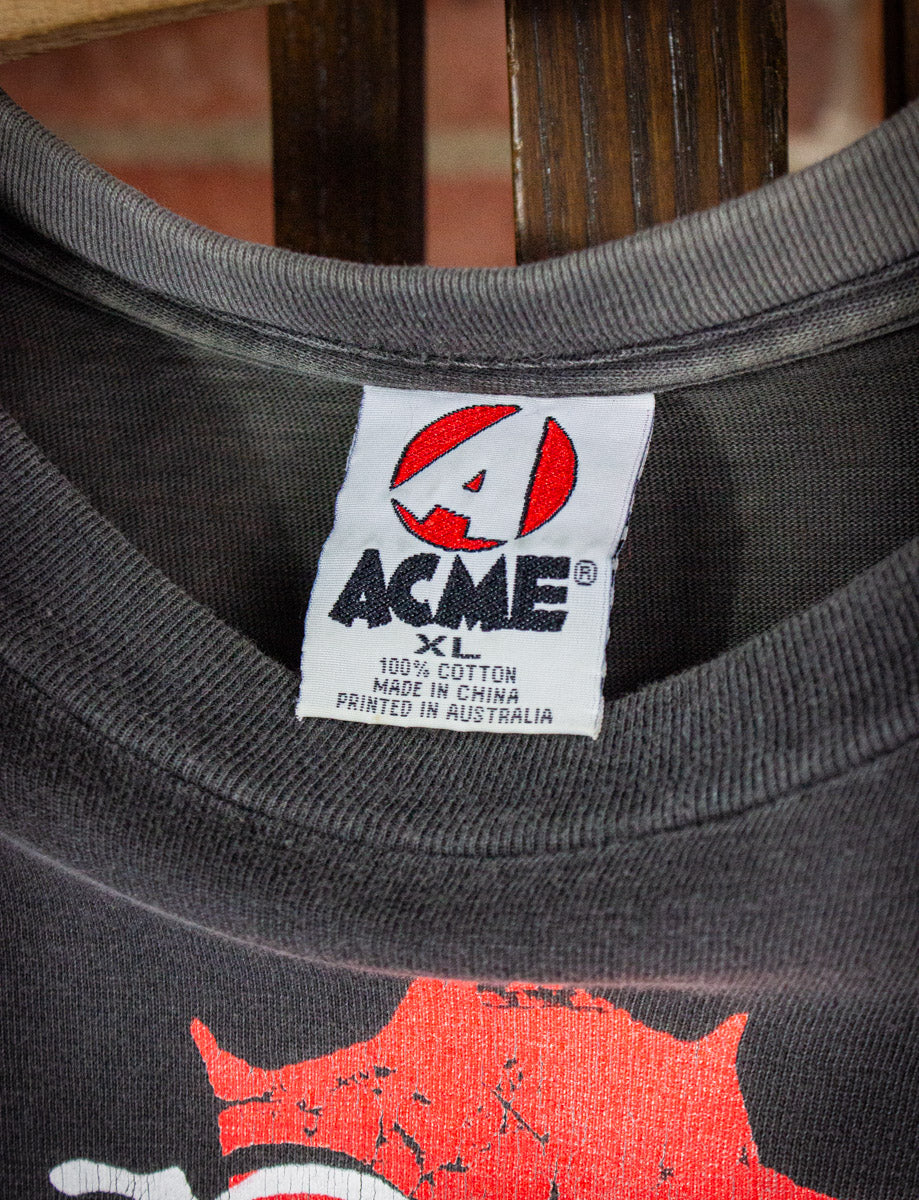 A
ACME®
XL
100% COTTON
MADE IN CHINA
PRINTED IN AUSTRALIA